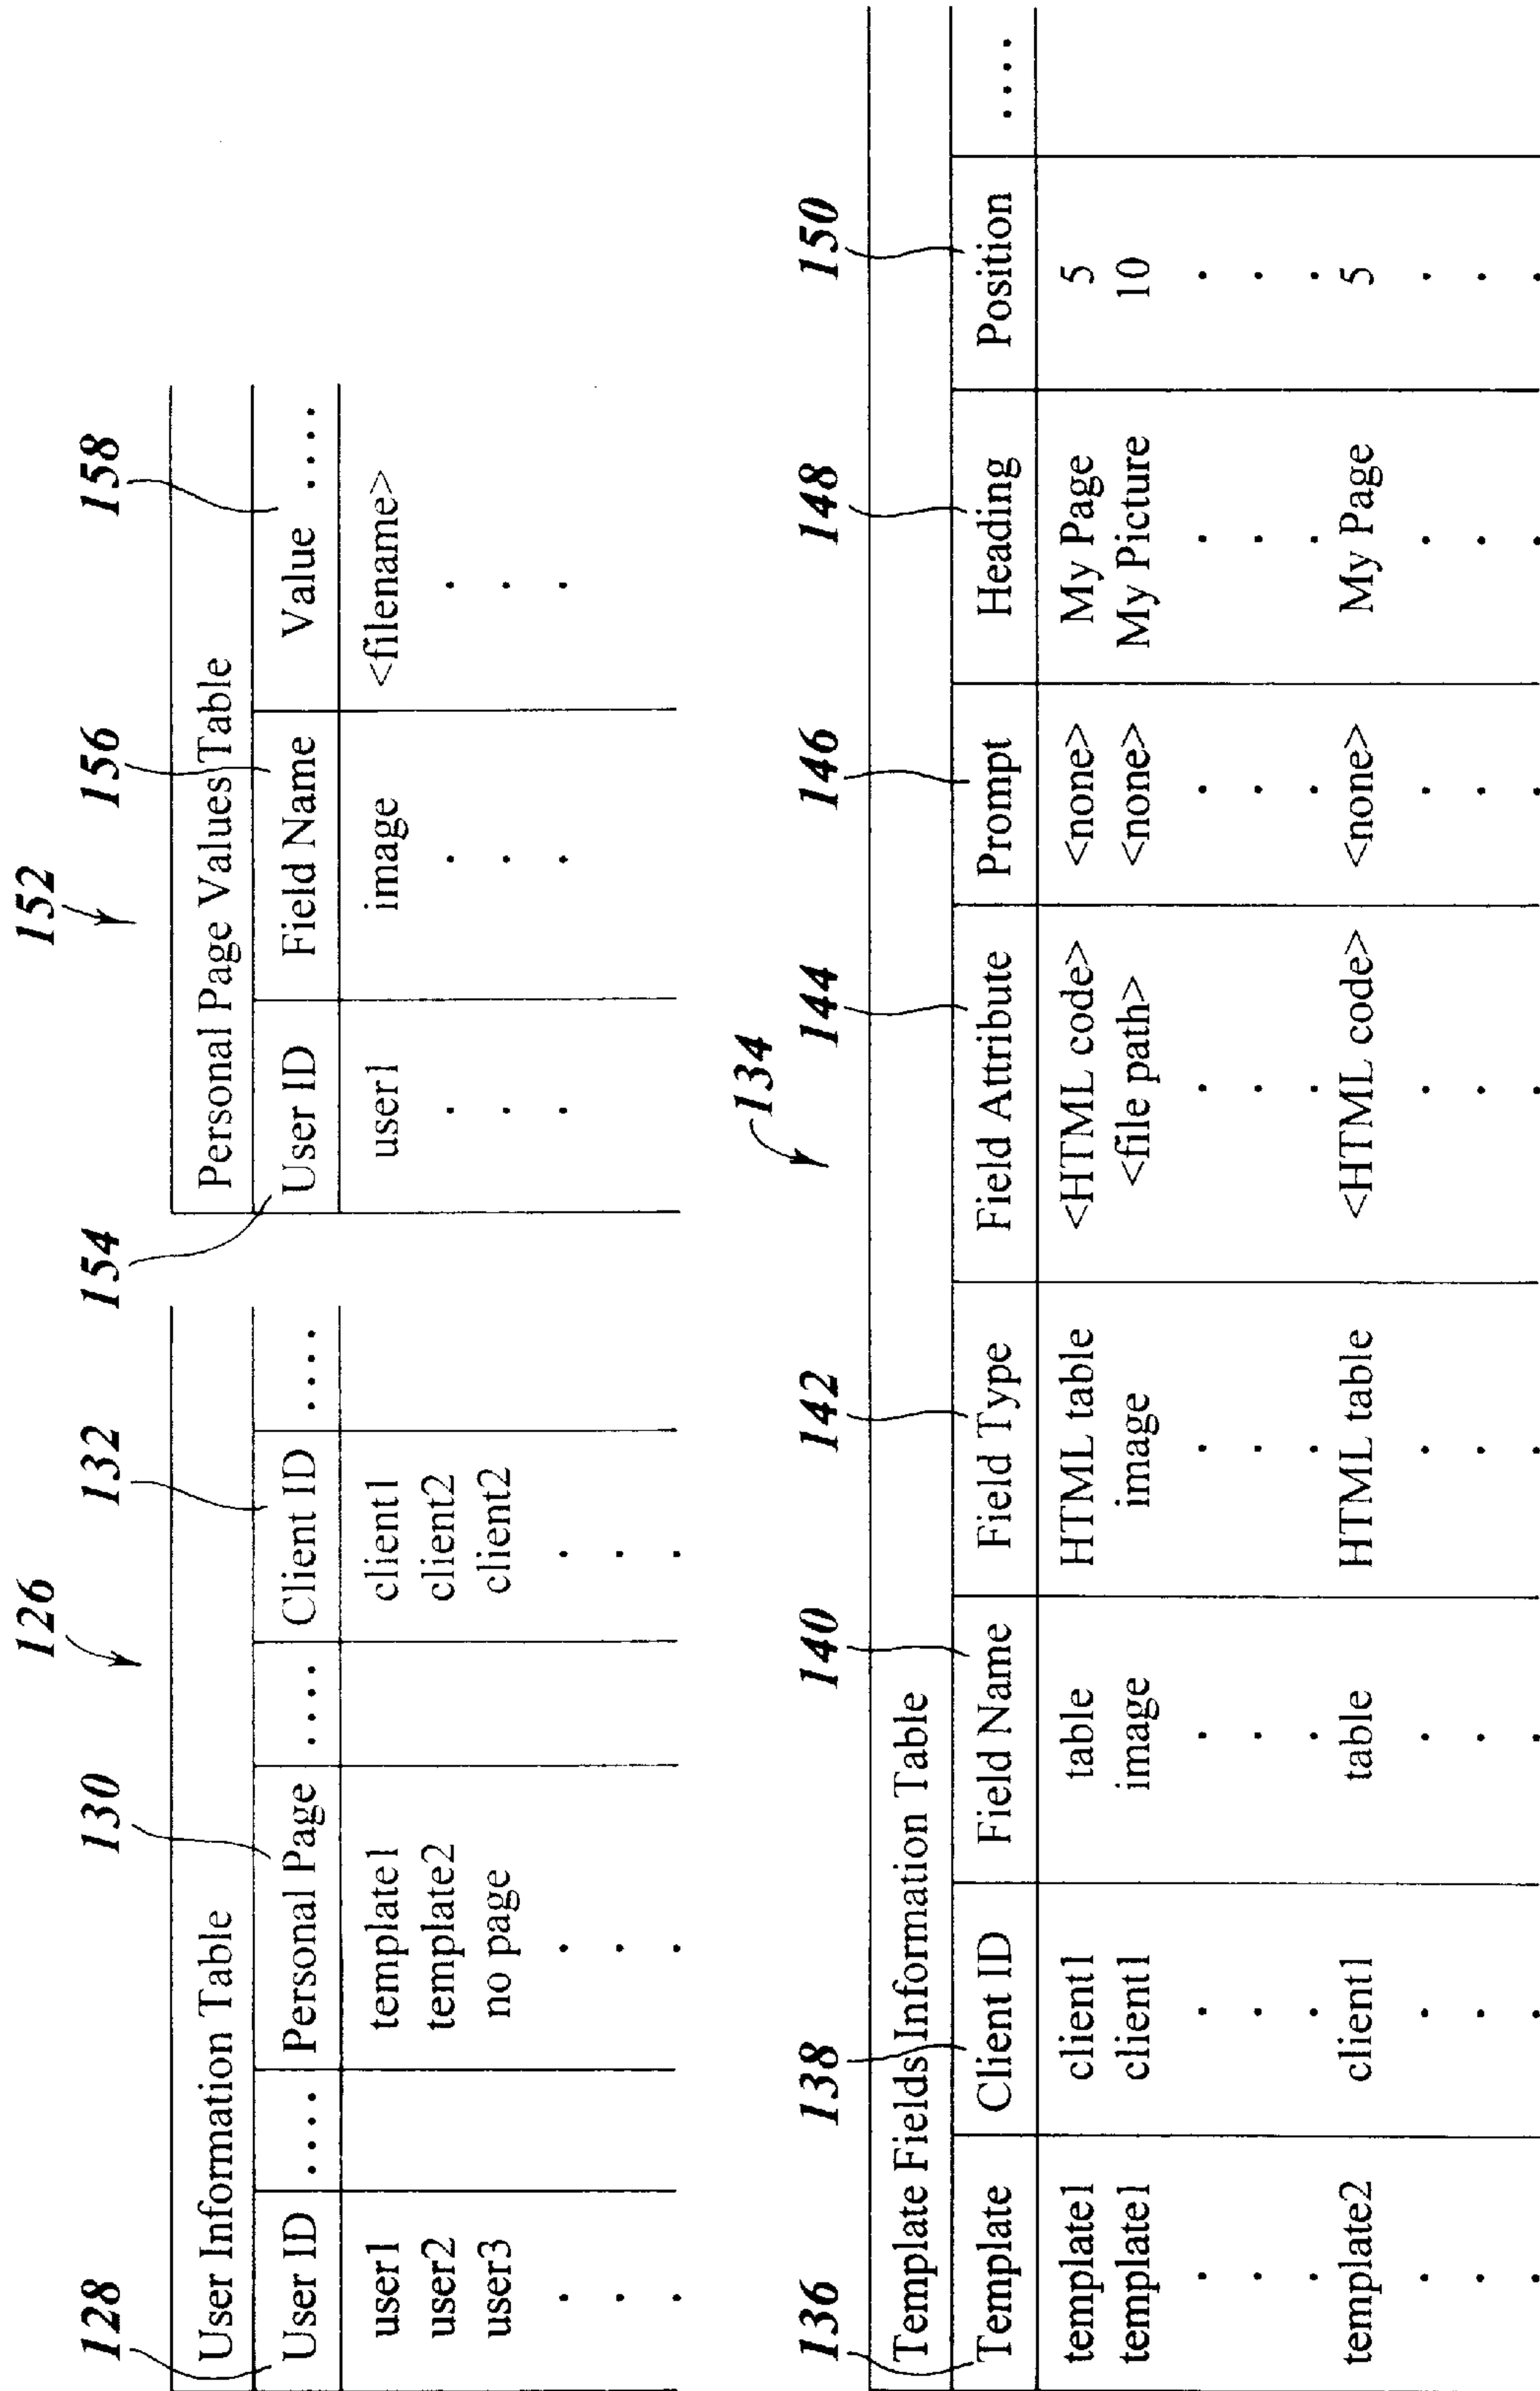 126
128 130 132
User Information Table
User ID .... Personal Page .... Client ID ....
user1 template1 client1
user2 template2 client2
user3 no page client2
. . .
. . .
. . .
152
154 156 158
Personal Page Values Table
User ID Field Name Value ....
user1 image <filename>
. . .
. . .
. . .
134
136 138 140 142 144 146 148 150
Template Fields Information Table
Template Client ID Field Name Field Type Field Attribute Prompt Heading Position ....
template1 client1 table HTML table <HTML code> <none> My Page 5
template1 client1 image image <file path> <none> My Picture 10
. . . . . . . .
. . . . . . . .
. . . . . . . .
template2 client1 table HTML table <HTML code> <none> My Page 5
. . . . . . . .
. . . . . . . .
. . . . . . . .